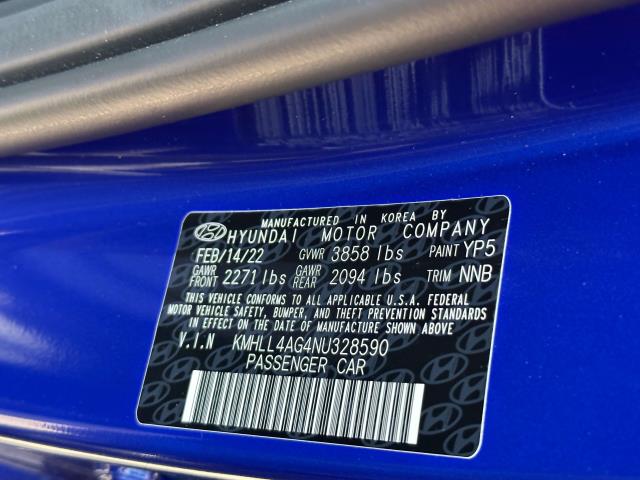 MANUFACTURED IN KOREA BY
HYUNDAI MOTOR COMPANY
FEB/14/22 GVWR 3858 lbs PAINT YP5
GAWR FRONT 2271 lbs GAWR REAR 2094 lbs TRIM NNB
THIS VEHICLE CONFORMS TO ALL APPLICABLE U.S.A. FEDERAL
MOTOR VEHICLE SAFETY, BUMPER, AND THEFT PREVENTION STANDARDS
IN EFFECT ON THE DATE OF MANUFACTURE SHOWN ABOVE.
V.I.N KMHLL4AG4NU328590
PASSENGER CAR